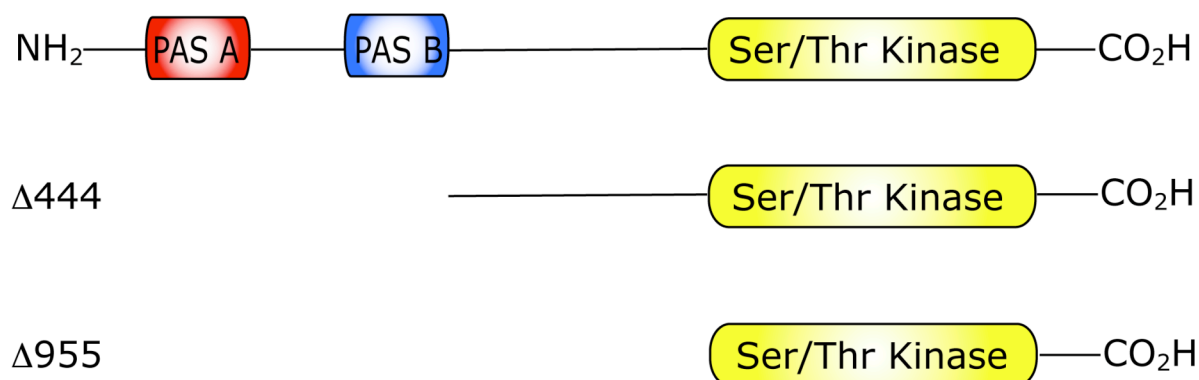 NH₂ PAS A PAS B Ser/Thr Kinase CO₂H
Δ444 Ser/Thr Kinase CO₂H
Δ955 Ser/Thr Kinase CO₂H